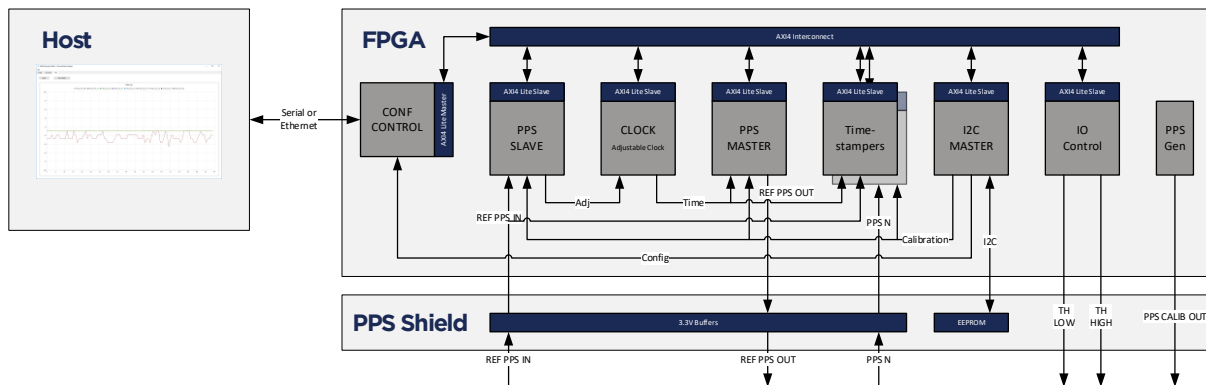 Host
FPGA
AXI4 Interconnect
Serial or
Ethernet
CONF
CONTROL
AXI4 Lite Master
AXI4 Lite Slave
PPS
SLAVE
AXI4 Lite Slave
CLOCK
Adjustable Clock
AXI4 Lite Slave
PPS
MASTER
AXI4 Lite Slave
Time-
stampers
AXI4 Lite Slave
I2C
MASTER
AXI4 Lite Slave
IO
Control
PPS
Gen
REF PPS IN
Adj
Time
REF PPS OUT
PPS N
Calibration
I2C
Config
PPS Shield
3.3V Buffers
EEPROM
TH
LOW
TH
HIGH
PPS CALIB OUT
REF PPS IN
REF PPS OUT
PPS N